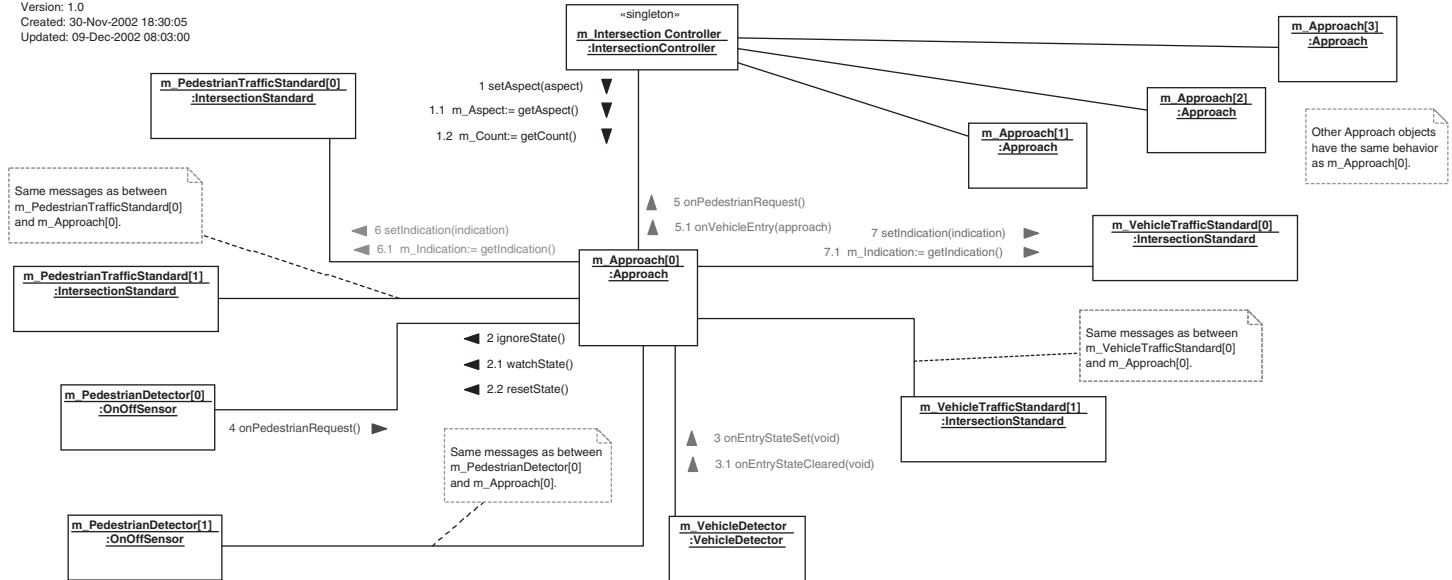 Version: 1.0
Created: 30-Nov-2002 18:30:05
Updated: 09-Dec-2002 08:03:00
«singleton»
m_Intersection Controller
:IntersectionController
m_Approach[3]
:Approach
m_PedestrianTrafficStandard[0]
:IntersectionStandard
1 setAspect(aspect)
1.1 m_Aspect:= getAspect()
1.2 m_Count:= getCount()
m_Approach[2]
:Approach
m_Approach[1]
:Approach
Other Approach objects
have the same behavior
as m_Approach[0].
Same messages as between
m_PedestrianTrafficStandard[0]
and m_Approach[0].
5 onPedestrianRequest()
5.1 onVehicleEntry(approach)
6 setIndication(indication)
6.1 m_Indication:= getIndication()
7 setIndication(indication)
7.1 m_Indication:= getIndication()
m_VehicleTrafficStandard[0]
:IntersectionStandard
m_Approach[0]
:Approach
m_PedestrianTrafficStandard[1]
:IntersectionStandard
2 ignoreState()
2.1 watchState()
2.2 resetState()
Same messages as between
m_VehicleTrafficStandard[0]
and m_Approach[0].
m_PedestrianDetector[0]
:OnOffSensor
4 onPedestrianRequest()
m_VehicleTrafficStandard[1]
:IntersectionStandard
Same messages as between
m_PedestrianDetector[0]
and m_Approach[0].
3 onEntryStateSet(void)
3.1 onEntryStateCleared(void)
m_PedestrianDetector[1]
:OnOffSensor
m_VehicleDetector
:VehicleDetector